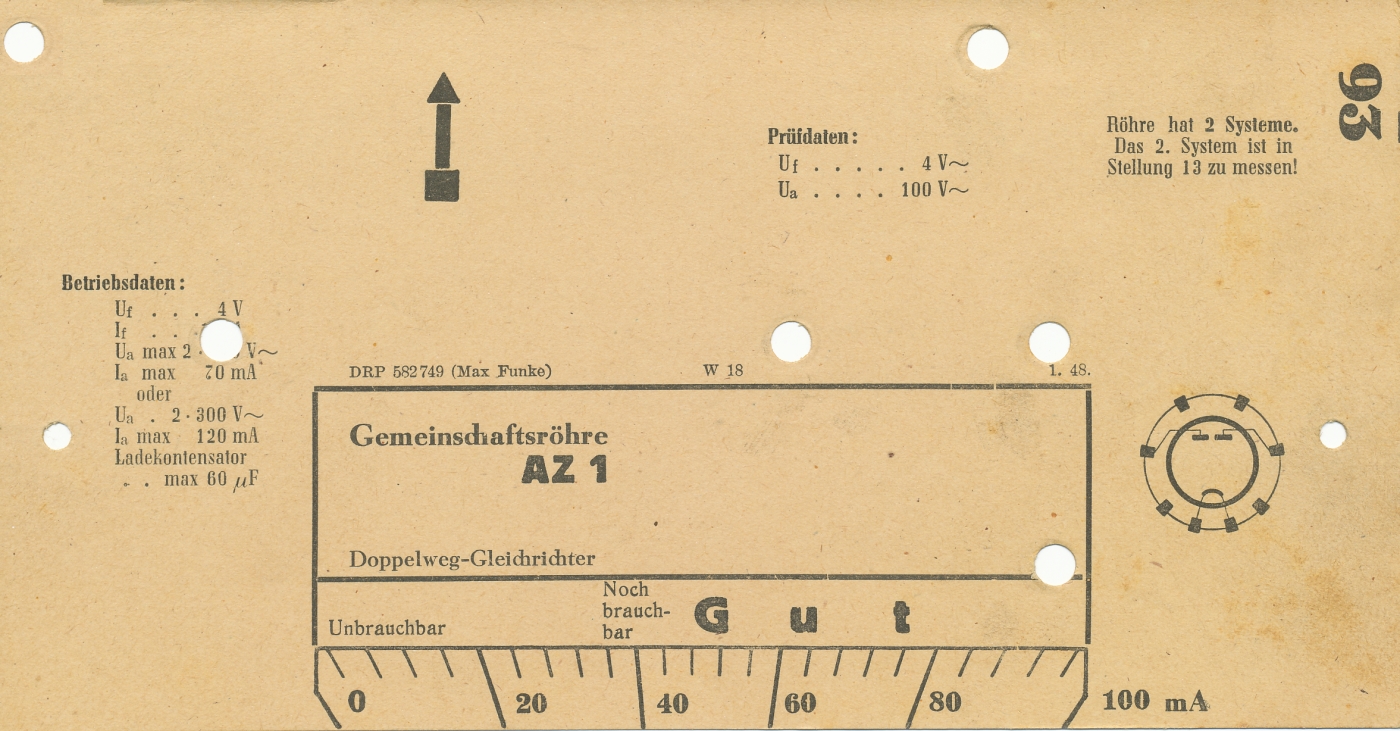 93
Röhre hat 2 Systeme.
Das 2. System ist in
Stellung 13 zu messen!
Prüfdaten:
Uf . . . . . 4 V~
Ua . . . . 100 V~
Betriebsdaten:
Uf . . . 4 V
If . .
Ua max 2 · V~
Ia max 70 mA
oder
Ua . 2 · 300 V~
Ia max 120 mA
Ladekontensator
. . max 60 µF
DRP 582749 (Max Funke) W 18 1. 48.
Gemeinschaftsröhre
AZ 1
Doppelweg-Gleichrichter
Unbrauchbar
Noch
brauch-
bar
Gut
0 20 40 60 80 100 mA